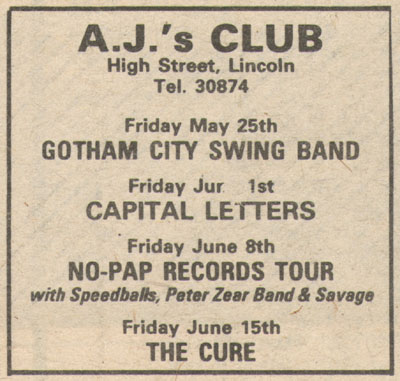 A.J.'s CLUB
High Street, Lincoln
Tel. 30874
Friday May 25th
GOTHAM CITY SWING BAND
Friday Jur 1st
CAPITAL LETTERS
Friday June 8th
NO-PAP RECORDS TOUR
with Speedballs, Peter Zear Band & Savage
Friday June 15th
THE CURE